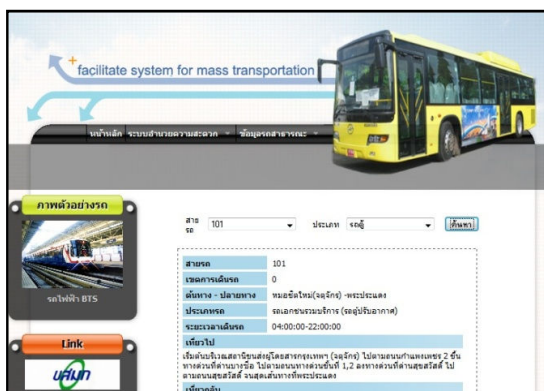 facilitate system for mass transportation
หน้าหลัก ระบบอำนวยความสะดวก ข้อมูลรถสาธารณะ
ภาพตัวอย่างรถ
รถไฟฟ้า BTS
Link
สายรถ 101 ประเภท รถตู้ ค้นหา
สายรถ 101
เขตการเดินรถ 0
ต้นทาง - ปลายทาง หมอชิตใหม่(จตุจักร) -พระประแดง
ประเภทรถ รถเอกชนร่วมบริการ (รถตู้ปรับอากาศ)
ระยะเวลาเดินรถ 04:00:00-22:00:00
เที่ยวไป
เริ่มต้นบริเวณสถานีขนส่งผู้โดยสารกรุงเทพฯ (จตุจักร) ไปตามถนนกำแพงเพชร 2 ขึ้น
ทางด่วนที่ด่านบางซื่อ ไปตามถนนทางด่วนขั้นที่ 1,2 ลงทางด่วนที่ด่านสุขสวัสดิ์ ไป
ตามถนนสุขสวัสดิ์ จนสุดเส้นทางที่พระประแดง
เที่ยวกลับ